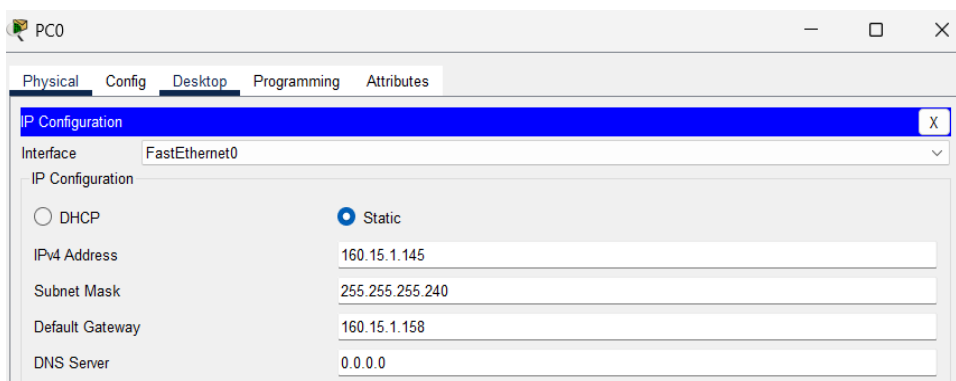 PC0
Physical Config Desktop Programming Attributes
IP Configuration X
Interface FastEthernet0
IP Configuration
DHCP Static
IPv4 Address 160.15.1.145
Subnet Mask 255.255.255.240
Default Gateway 160.15.1.158
DNS Server 0.0.0.0